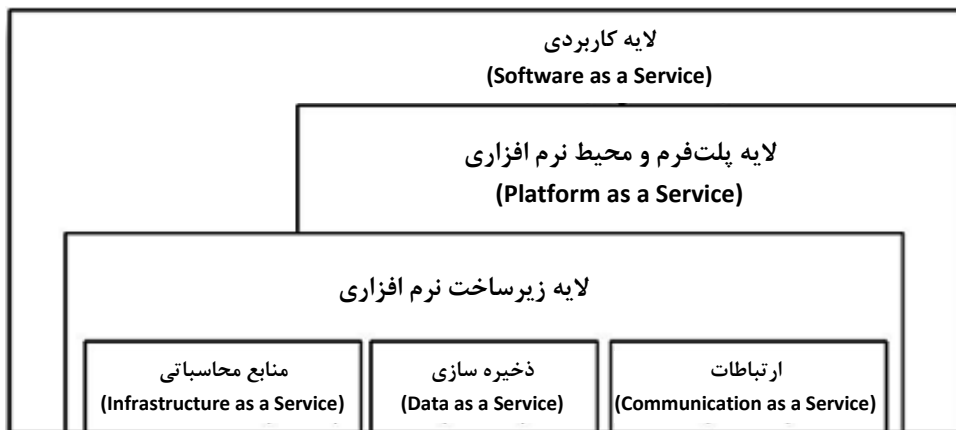 لایه کاربردی
(Software as a Service)
لایه پلت‌فرم و محیط نرم افزاری
(Platform as a Service)
لایه زیرساخت نرم افزاری
منابع محاسباتی
(Infrastructure as a Service)
ذخیره سازی
(Data as a Service)
ارتباطات
(Communication as a Service)